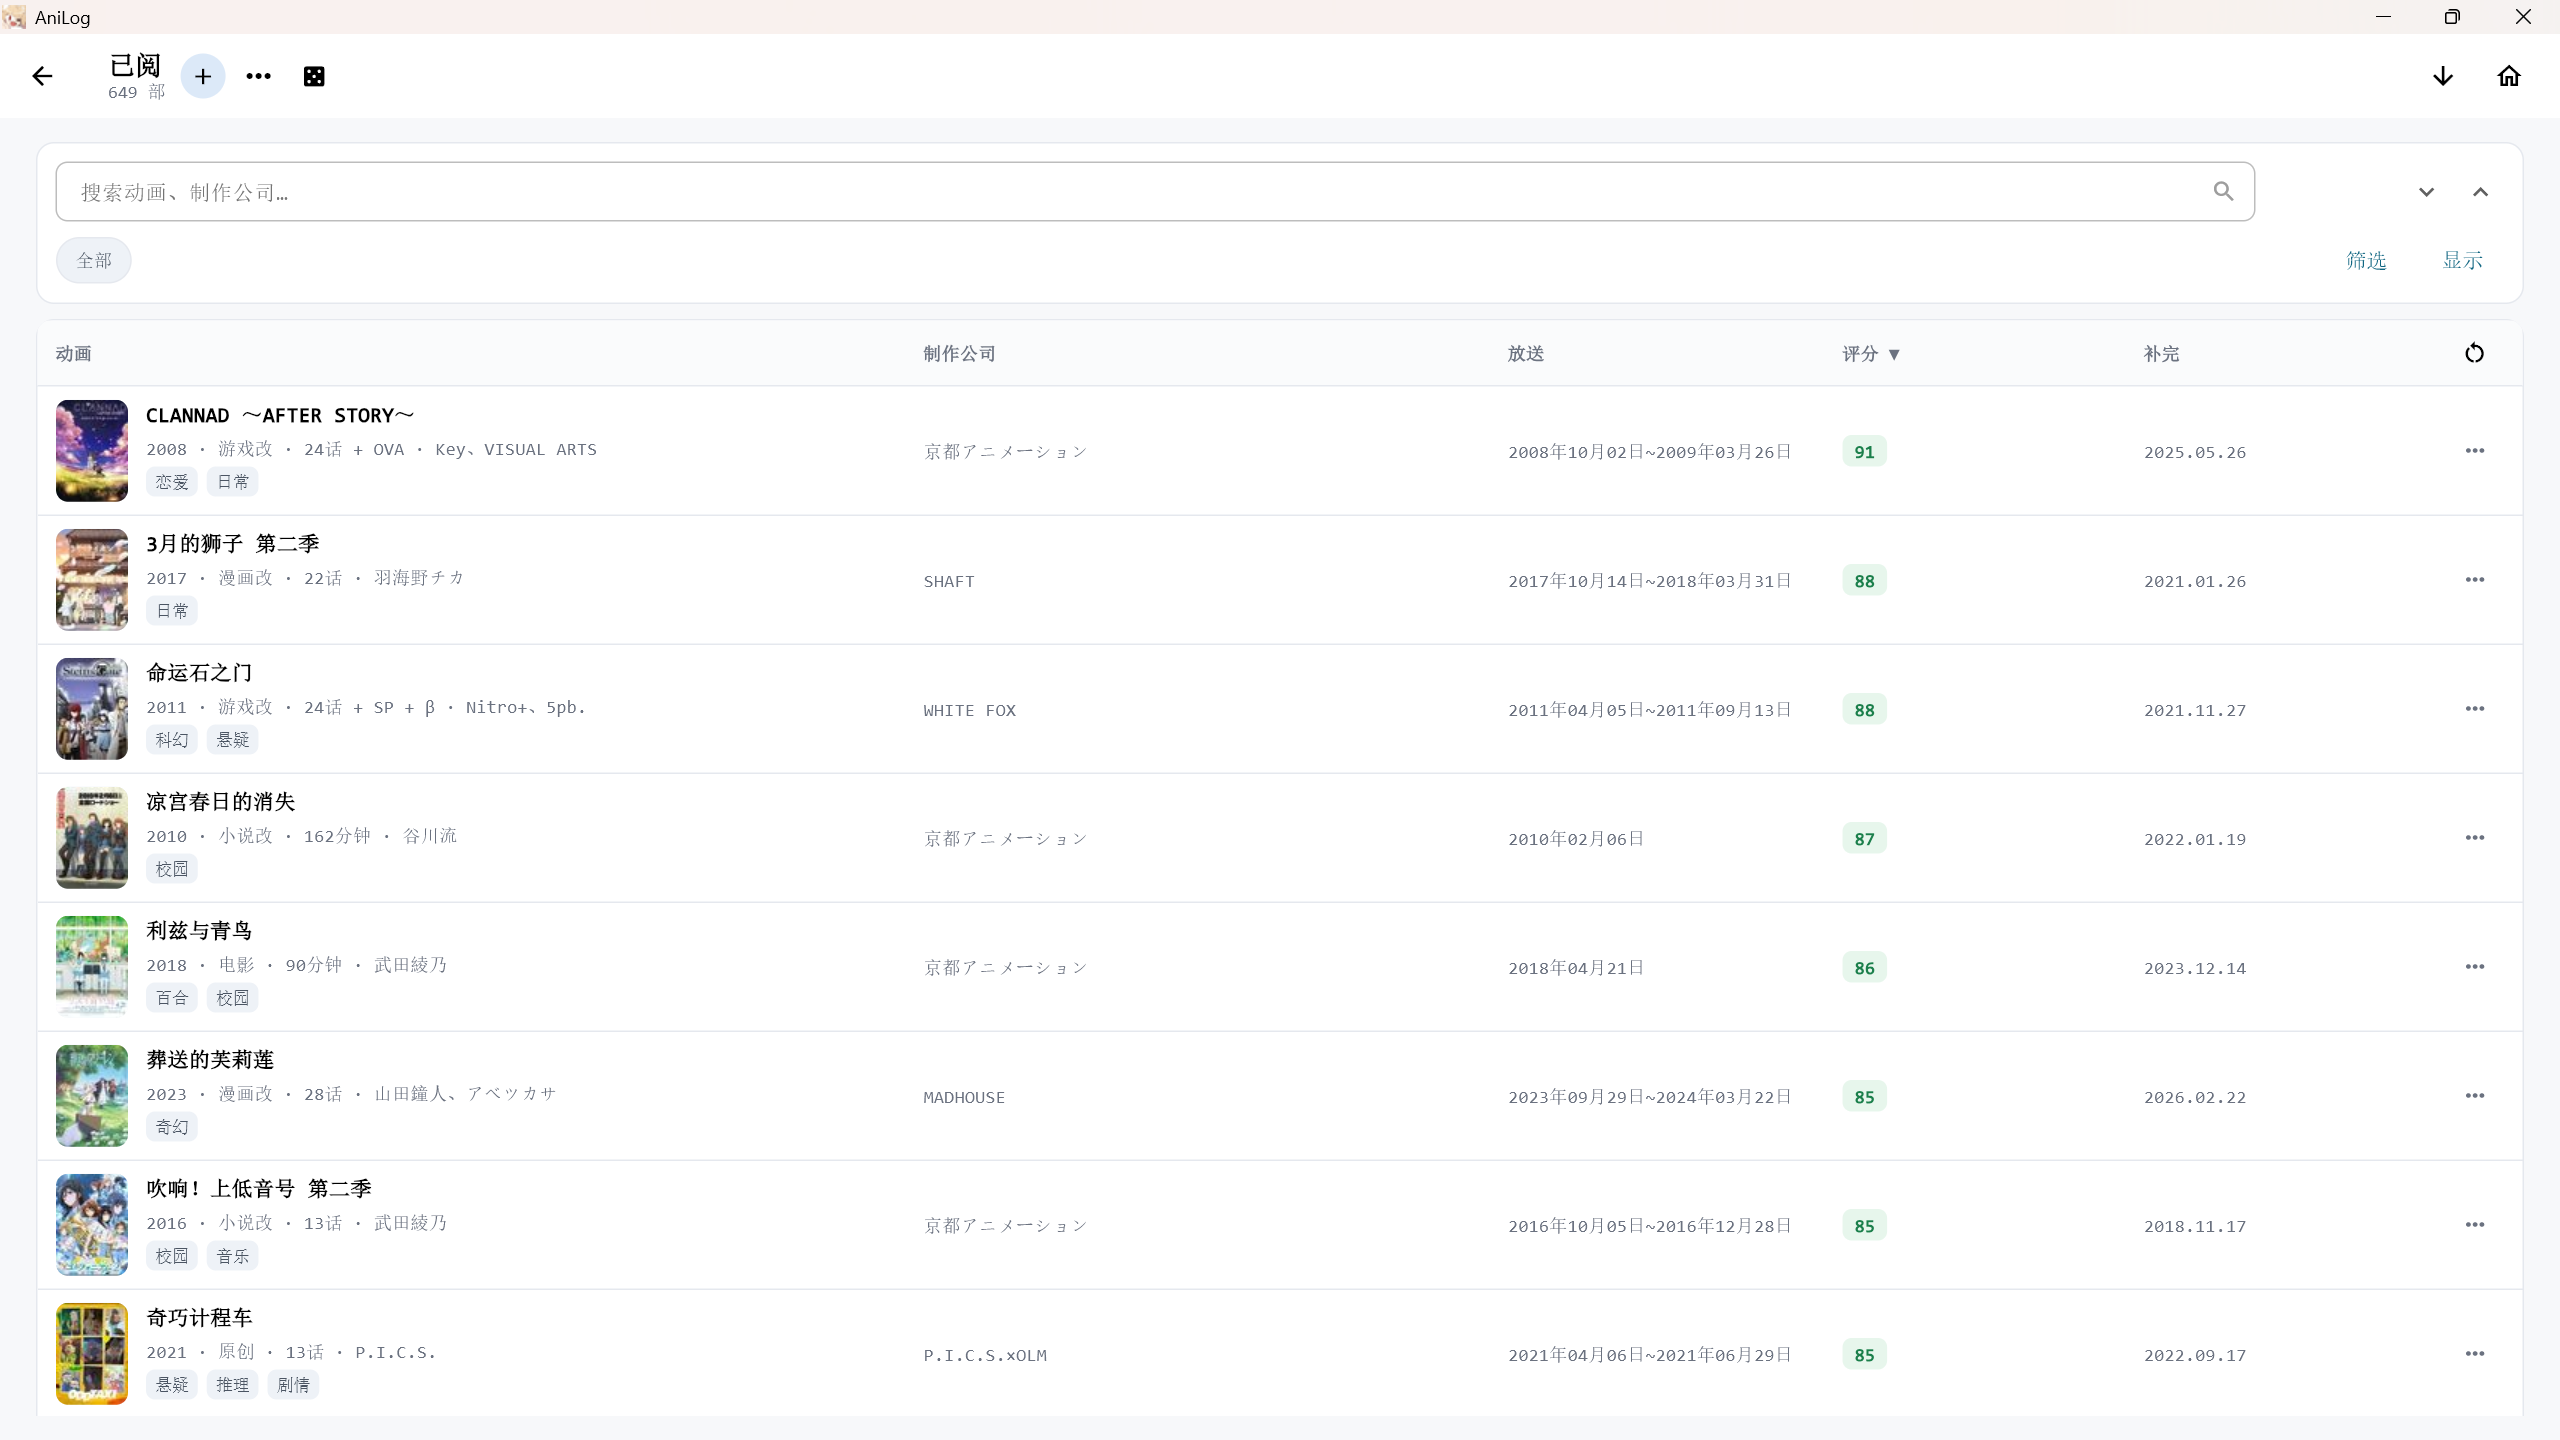 AniLog
已阅
649 部
搜索动画、制作公司…
全部
筛选 显示
动画 制作公司 放送 评分 ▼ 补完
CLANNAD ～AFTER STORY～
2008 · 游戏改 · 24话 + OVA · Key、VISUAL ARTS
恋爱 日常
京都アニメーション
2008年10月02日~2009年03月26日
91
2025.05.26
3月的狮子 第二季
2017 · 漫画改 · 22话 · 羽海野チカ
日常
SHAFT
2017年10月14日~2018年03月31日
88
2021.01.26
命运石之门
2011 · 游戏改 · 24话 + SP + β · Nitro+、5pb.
科幻 悬疑
WHITE FOX
2011年04月05日~2011年09月13日
88
2021.11.27
凉宫春日的消失
2010 · 小说改 · 162分钟 · 谷川流
校园
京都アニメーション
2010年02月06日
87
2022.01.19
利兹与青鸟
2018 · 电影 · 90分钟 · 武田綾乃
百合 校园
京都アニメーション
2018年04月21日
86
2023.12.14
葬送的芙莉莲
2023 · 漫画改 · 28话 · 山田鐘人、アベツカサ
奇幻
MADHOUSE
2023年09月29日~2024年03月22日
85
2026.02.22
吹响！上低音号 第二季
2016 · 小说改 · 13话 · 武田綾乃
校园 音乐
京都アニメーション
2016年10月05日~2016年12月28日
85
2018.11.17
奇巧计程车
2021 · 原创 · 13话 · P.I.C.S.
悬疑 推理 剧情
P.I.C.S.×OLM
2021年04月06日~2021年06月29日
85
2022.09.17